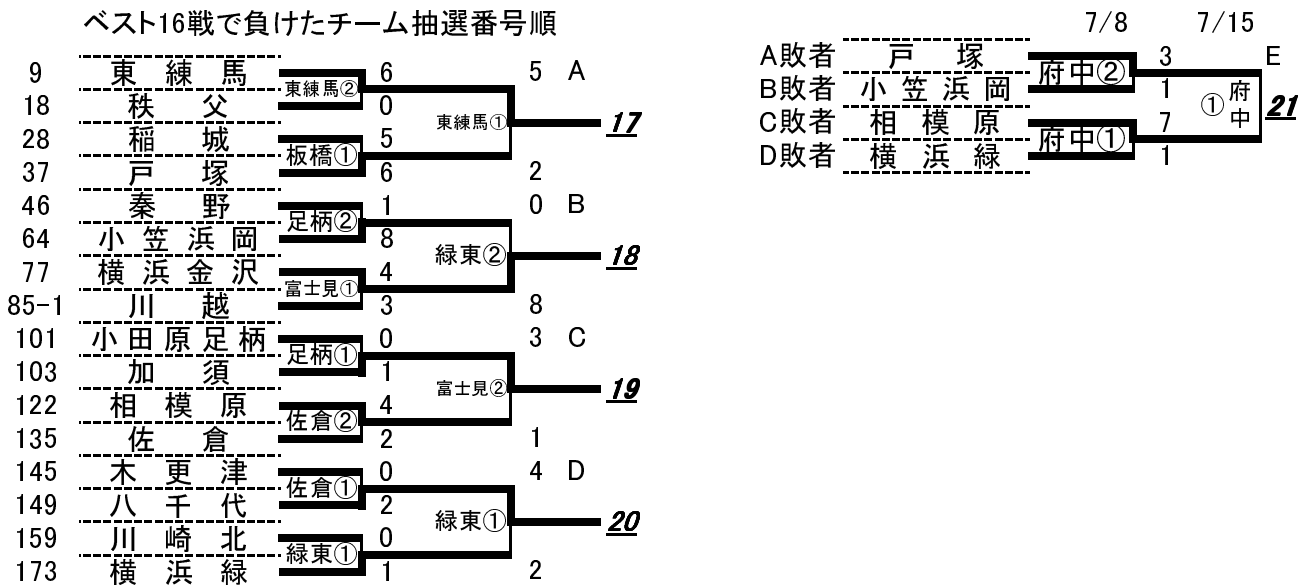 ベスト16戦で負けたチーム抽選番号順
7/8 7/15
9 東練馬 6 5 A
東練馬②
18 秩父 0
東練馬① 17
28 稲城 5
板橋①
37 戸塚 6 2
46 秦野 1 0 B
足柄②
64 小笠浜岡 8
緑東② 18
77 横浜金沢 4
富士見①
85-1 川越 3 8
101 小田原足柄 0 3 C
足柄①
103 加須 1
富士見② 19
122 相模原 4
佐倉②
135 佐倉 2 1
145 木更津 0 4 D
佐倉①
149 八千代 2
緑東① 20
159 川崎北 0
緑東①
173 横浜緑 1 2
A敗者 戸塚 3 E
府中②
B敗者 小笠浜岡 1
①府中 21
C敗者 相模原 7
府中①
D敗者 横浜緑 1